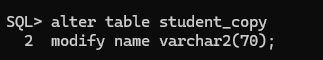 SQL> alter table student_copy
  2  modify name varchar2(70);